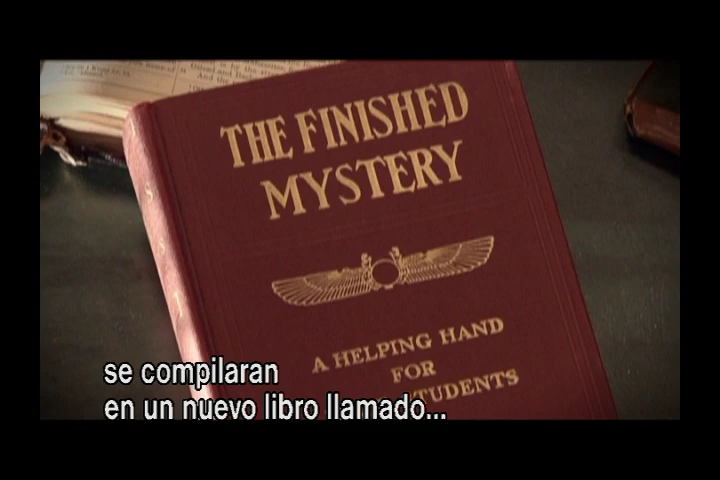 THE FINISHED
MYSTERY
A HELPING HAND
FOR
STUDENTS
se compilaran
en un nuevo libro llamado...